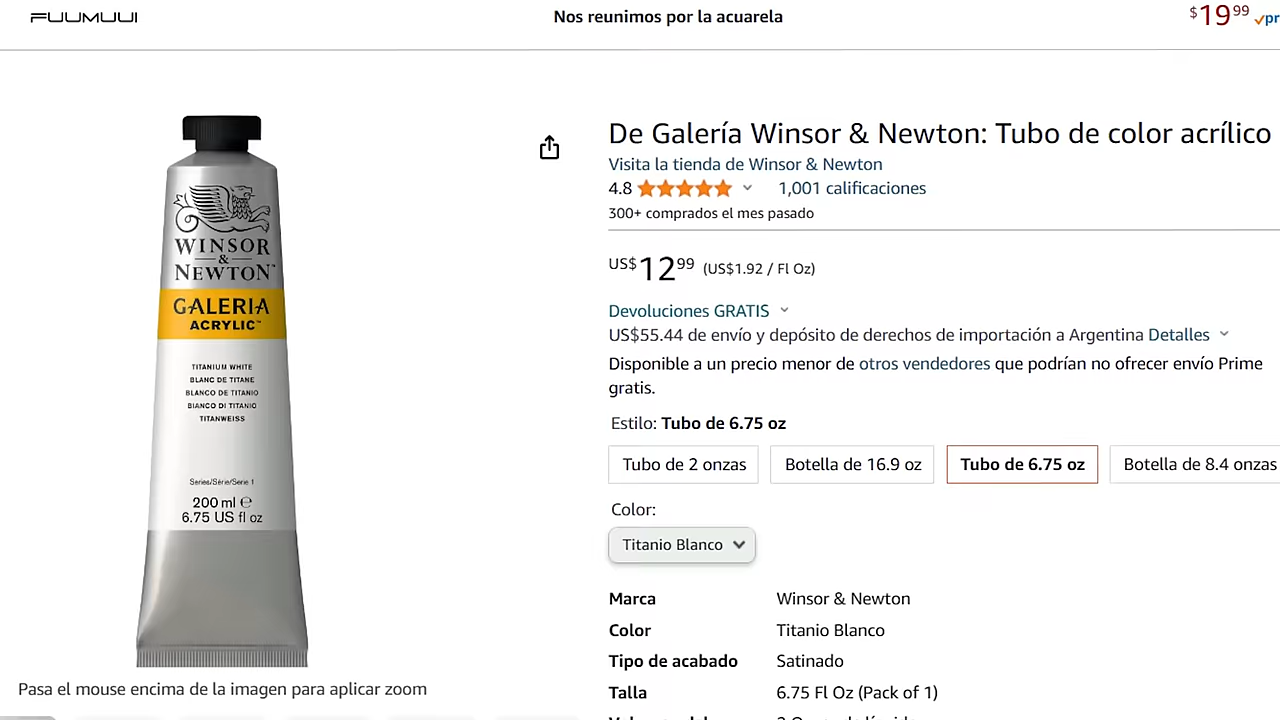 FUUMUUI
Nos reunimos por la acuarela
$19.99
De Galería Winsor & Newton: Tubo de color acrílico
Visita la tienda de Winsor & Newton
4.8
1,001 calificaciones
300+ comprados el mes pasado
US$12.99 (US$1.92 / Fl Oz)
Devoluciones GRATIS
US$55.44 de envío y depósito de derechos de importación a Argentina Detalles
Disponible a un precio menor de otros vendedores que podrían no ofrecer envío Prime
gratis.
Estilo: Tubo de 6.75 oz
Tubo de 2 onzas
Botella de 16.9 oz
Tubo de 6.75 oz
Botella de 8.4 onzas
Color:
Titanio Blanco
Marca Winsor & Newton
Color Titanio Blanco
Tipo de acabado Satinado
Talla 6.75 Fl Oz (Pack of 1)
WINSOR
&
NEWTON™
GALERIA
ACRYLIC™
TITANIUM WHITE
BLANC DE TITANE
BLANCO DE TITANIO
BIANCO DI TITANIO
TITANWEISS
Series/Série/Serie 1
200 ml ℮
6.75 US fl oz
Pasa el mouse encima de la imagen para aplicar zoom